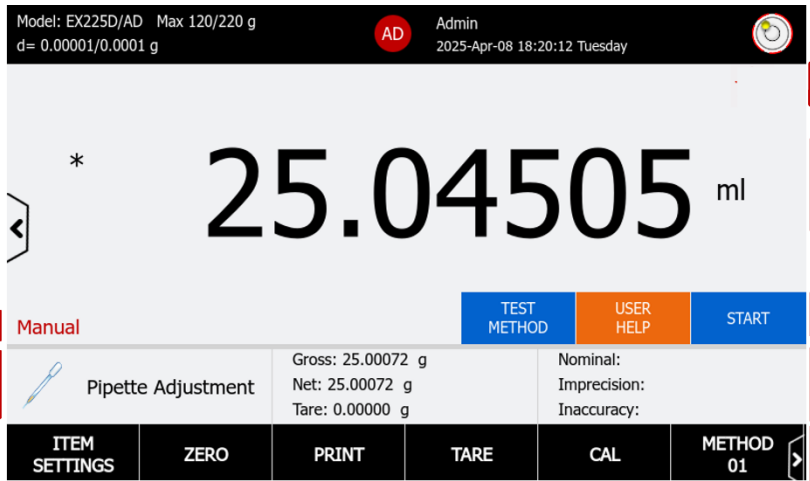 Model: EX225D/AD Max 120/220 g
d= 0.00001/0.0001 g
AD
Admin
2025-Apr-08 18:20:12 Tuesday
* 25.04505 ml
Manual
TEST
METHOD
USER
HELP
START
Pipette Adjustment
Gross: 25.00072 g
Net: 25.00072 g
Tare: 0.00000 g
Nominal:
Imprecision:
Inaccuracy:
ITEM
SETTINGS
ZERO
PRINT
TARE
CAL
METHOD
01